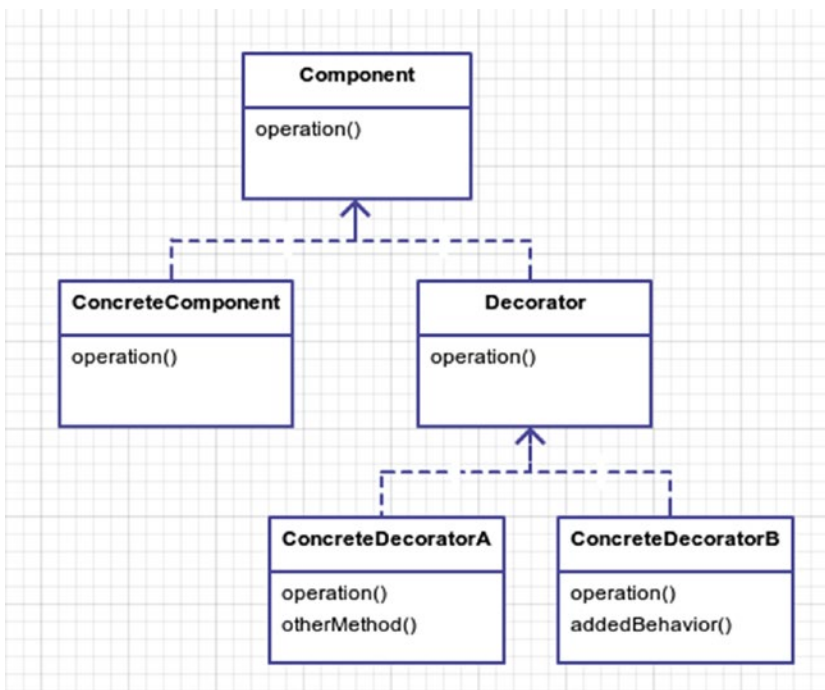 Component
operation()
ConcreteComponent
operation()
Decorator
operation()
ConcreteDecoratorA
operation()
otherMethod()
ConcreteDecoratorB
operation()
addedBehavior()